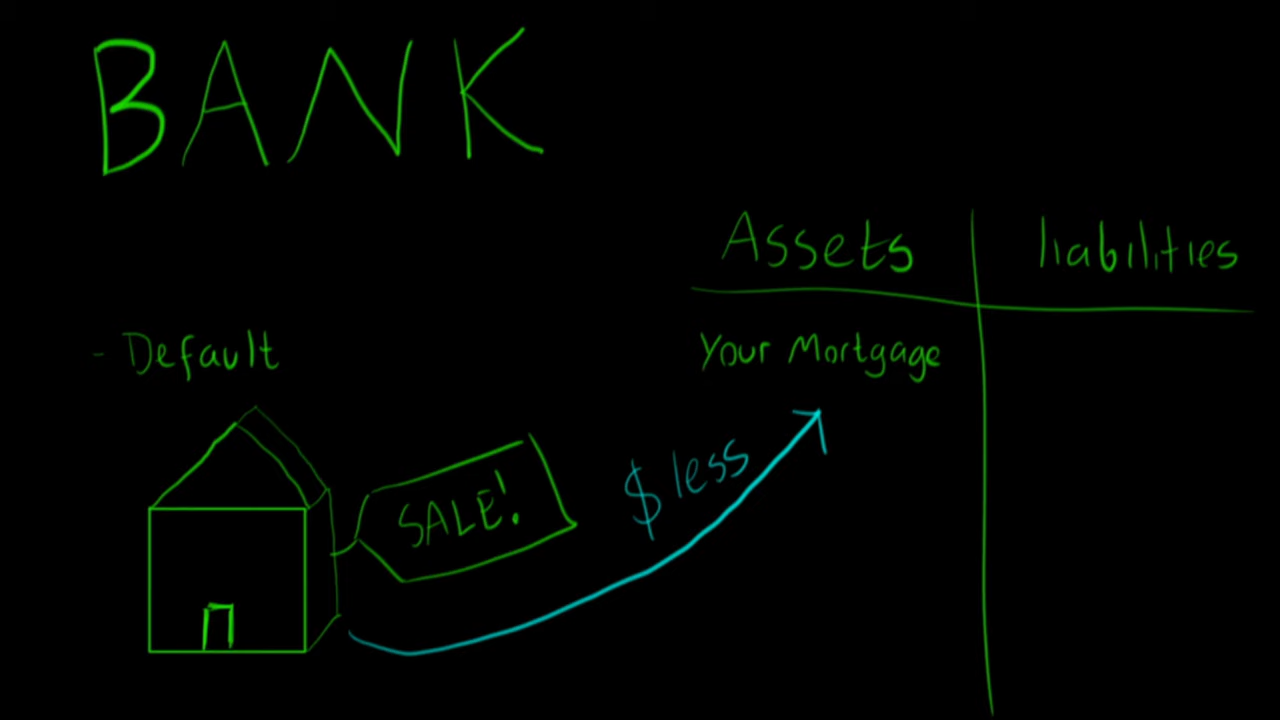 BANK
Assets liabilities
- Default
Your Mortgage
SALE!
$ less